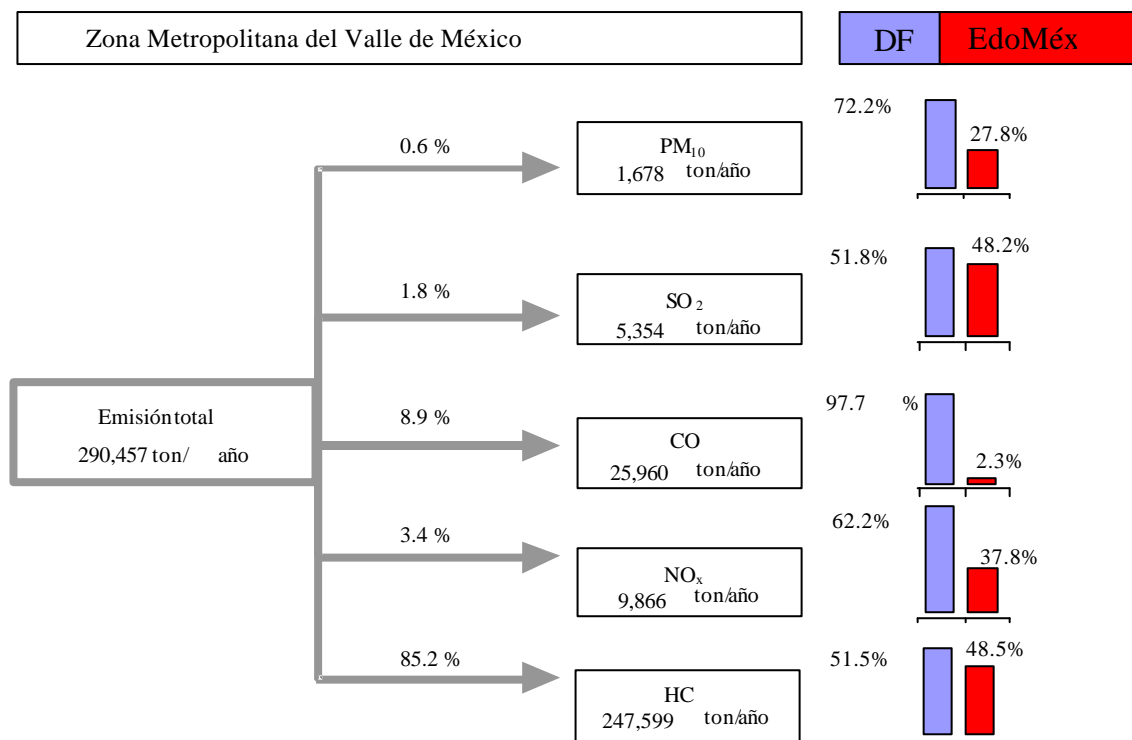 Zona Metropolitana del Valle de México
DF EdoMéx
72.2%
27.8%
0.6 %
PM10
1,678 ton/año
51.8% 48.2%
1.8 %
SO2
5,354 ton/año
97.7 %
2.3%
8.9 %
CO
25,960 ton/año
Emisión total
290,457 ton/ año
62.2%
37.8%
3.4 %
NOx
9,866 ton/año
51.5% 48.5%
85.2 %
HC
247,599 ton/año